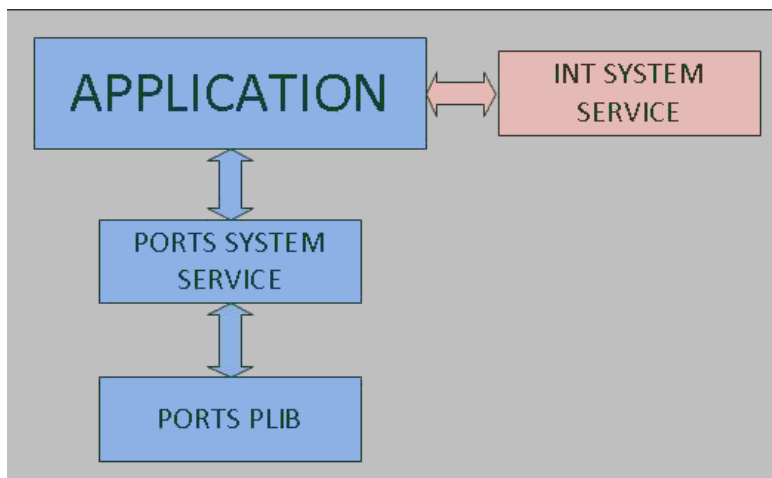 APPLICATION
INT SYSTEM
SERVICE
PORTS SYSTEM
SERVICE
PORTS PLIB